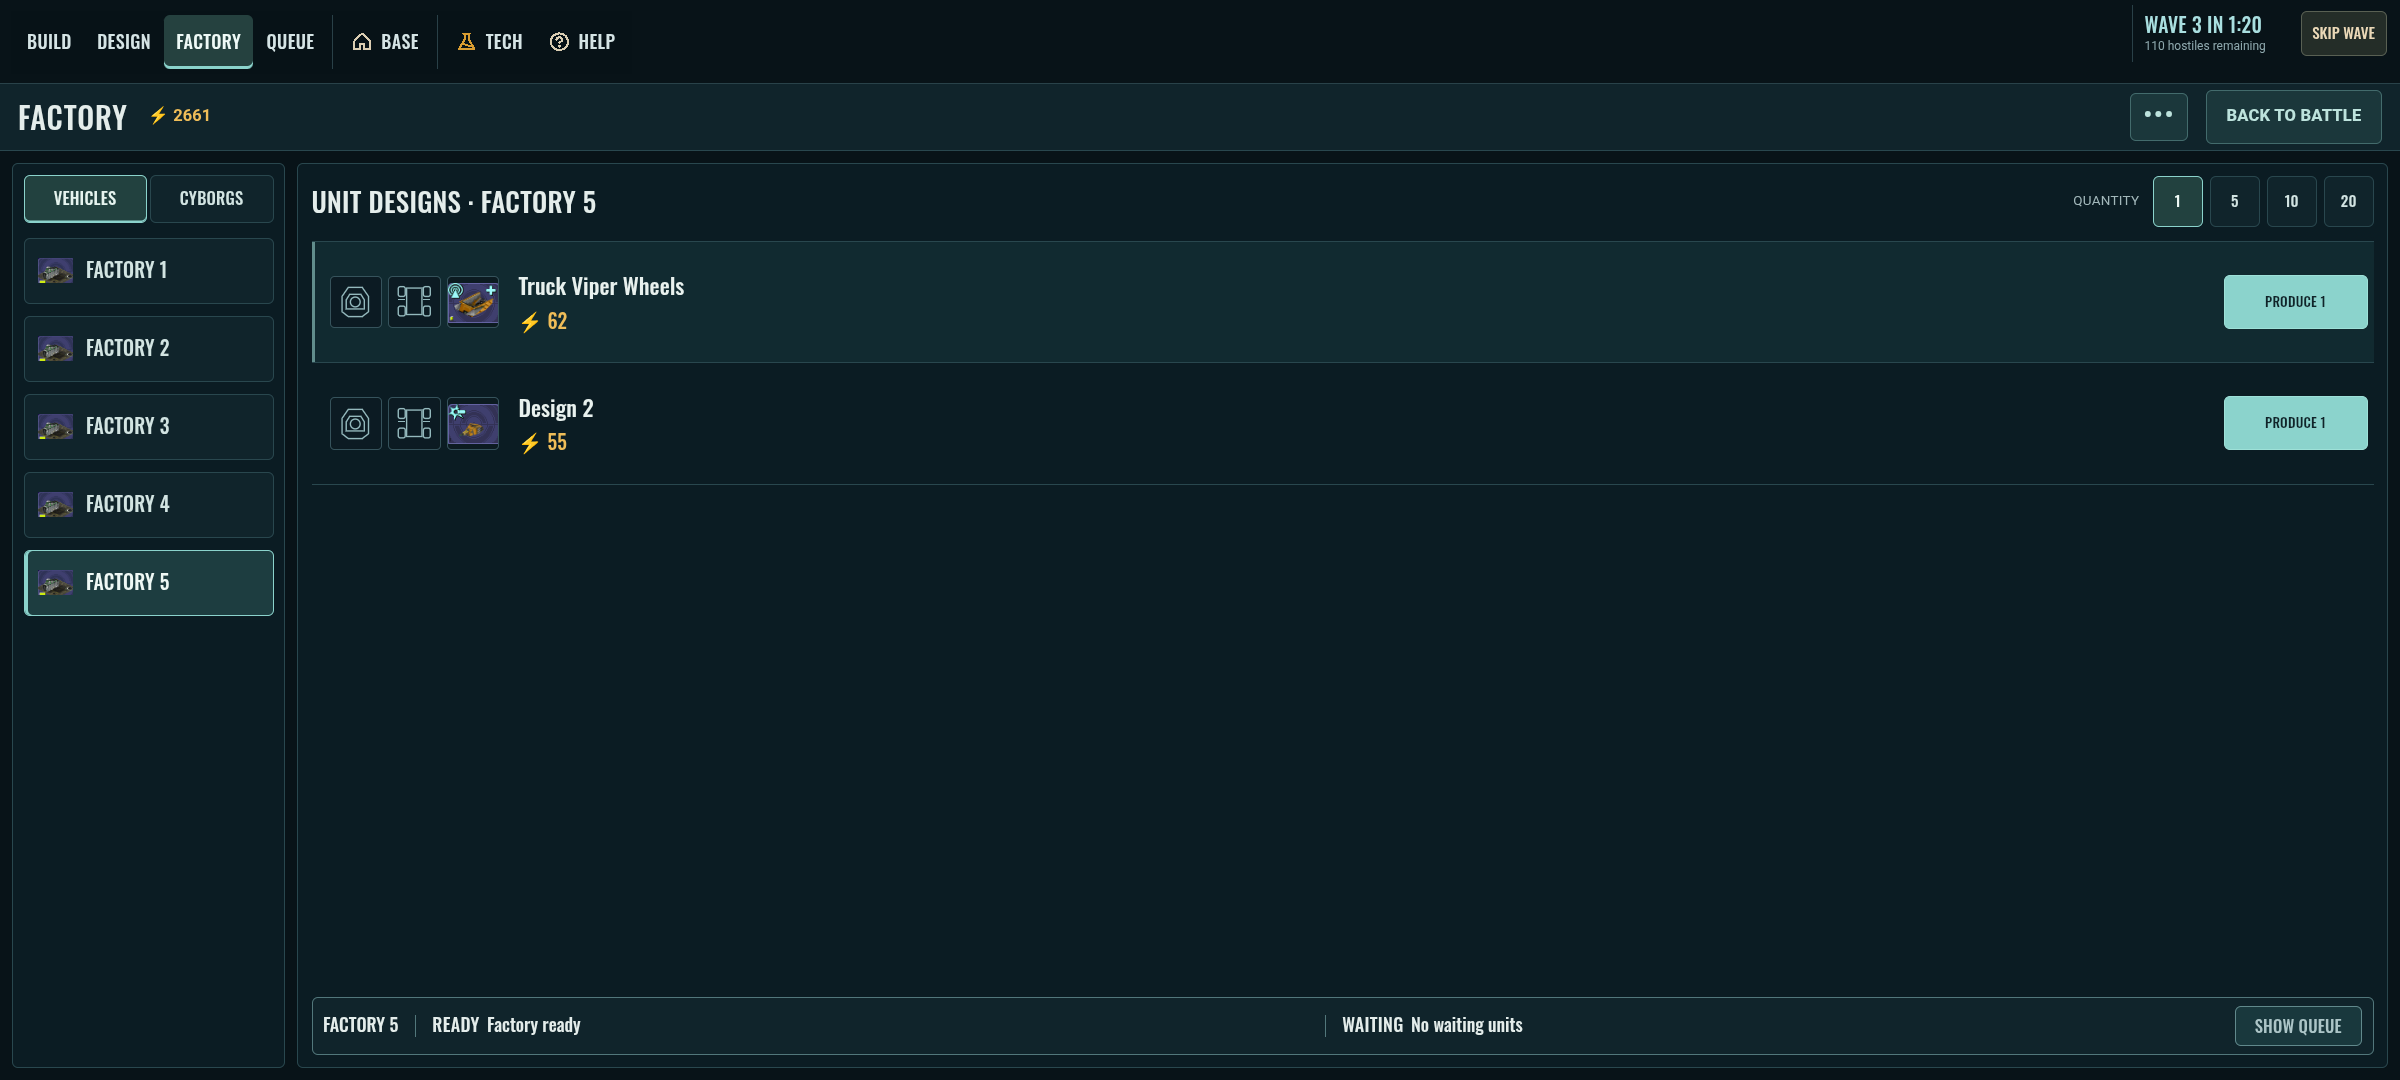 BUILD DESIGN FACTORY QUEUE BASE TECH HELP
WAVE 3 IN 1:20
110 hostiles remaining
SKIP WAVE
FACTORY 2661
BACK TO BATTLE
VEHICLES CYBORGS
FACTORY 1
FACTORY 2
FACTORY 3
FACTORY 4
FACTORY 5
UNIT DESIGNS · FACTORY 5
QUANTITY 1 5 10 20
Truck Viper Wheels
62
PRODUCE 1
Design 2
55
PRODUCE 1
FACTORY 5 READY Factory ready WAITING No waiting units SHOW QUEUE